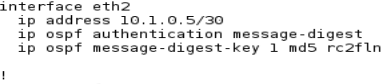 interface eth2
  ip address 10.1.0.5/30
  ip ospf authentication message-digest
  ip ospf message-digest-key 1 md5 rc2fln
!